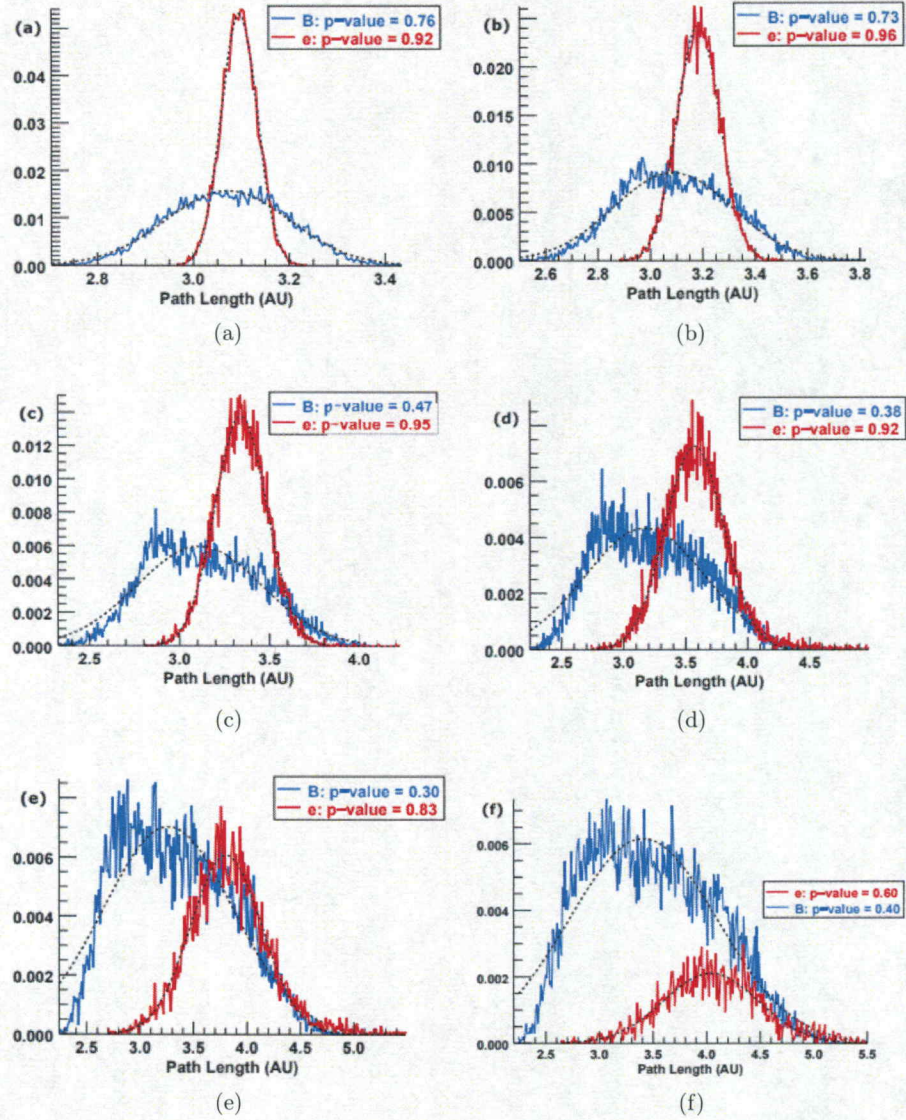 (a)
B: p-value = 0.76
e: p-value = 0.92
0.05
0.04
0.03
0.02
0.01
0.00
2.8 3.0 3.2 3.4
Path Length (AU)
(a)
(b)
B: p-value = 0.73
e: p-value = 0.96
0.020
0.015
0.010
0.005
0.000
2.6 2.8 3.0 3.2 3.4 3.6 3.8
Path Length (AU)
(b)
(c)
B: p-value = 0.47
e: p-value = 0.95
0.012
0.010
0.008
0.006
0.004
0.002
0.000
2.5 3.0 3.5 4.0
Path Length (AU)
(c)
(d)
B: p-value = 0.38
e: p-value = 0.92
0.008
0.006
0.004
0.002
0.000
2.5 3.0 3.5 4.0 4.5
Path Length (AU)
(d)
(e)
B: p-value = 0.30
e: p-value = 0.83
0.006
0.004
0.002
0.000
2.5 3.0 3.5 4.0 4.5 5.0
Path Length (AU)
(e)
(f)
e: p-value = 0.60
B: p-value = 0.40
0.006
0.004
0.002
0.000
2.5 3.0 3.5 4.0 4.5 5.0 5.5
Path Length (AU)
(f)